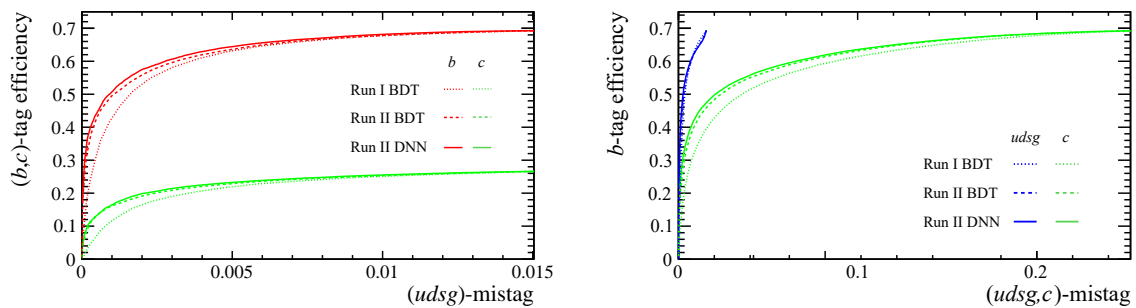 (b,c)-tag efficiency
0.7
0.6
0.5
0.4
0.3
0.2
0.1
0
b c
Run I BDT
Run II BDT
Run II DNN
0 0.005 0.01 0.015
(udsg)-mistag
b-tag efficiency
0.7
0.6
0.5
0.4
0.3
0.2
0.1
0
udsg c
Run I BDT
Run II BDT
Run II DNN
0 0.1 0.2
(udsg,c)-mistag